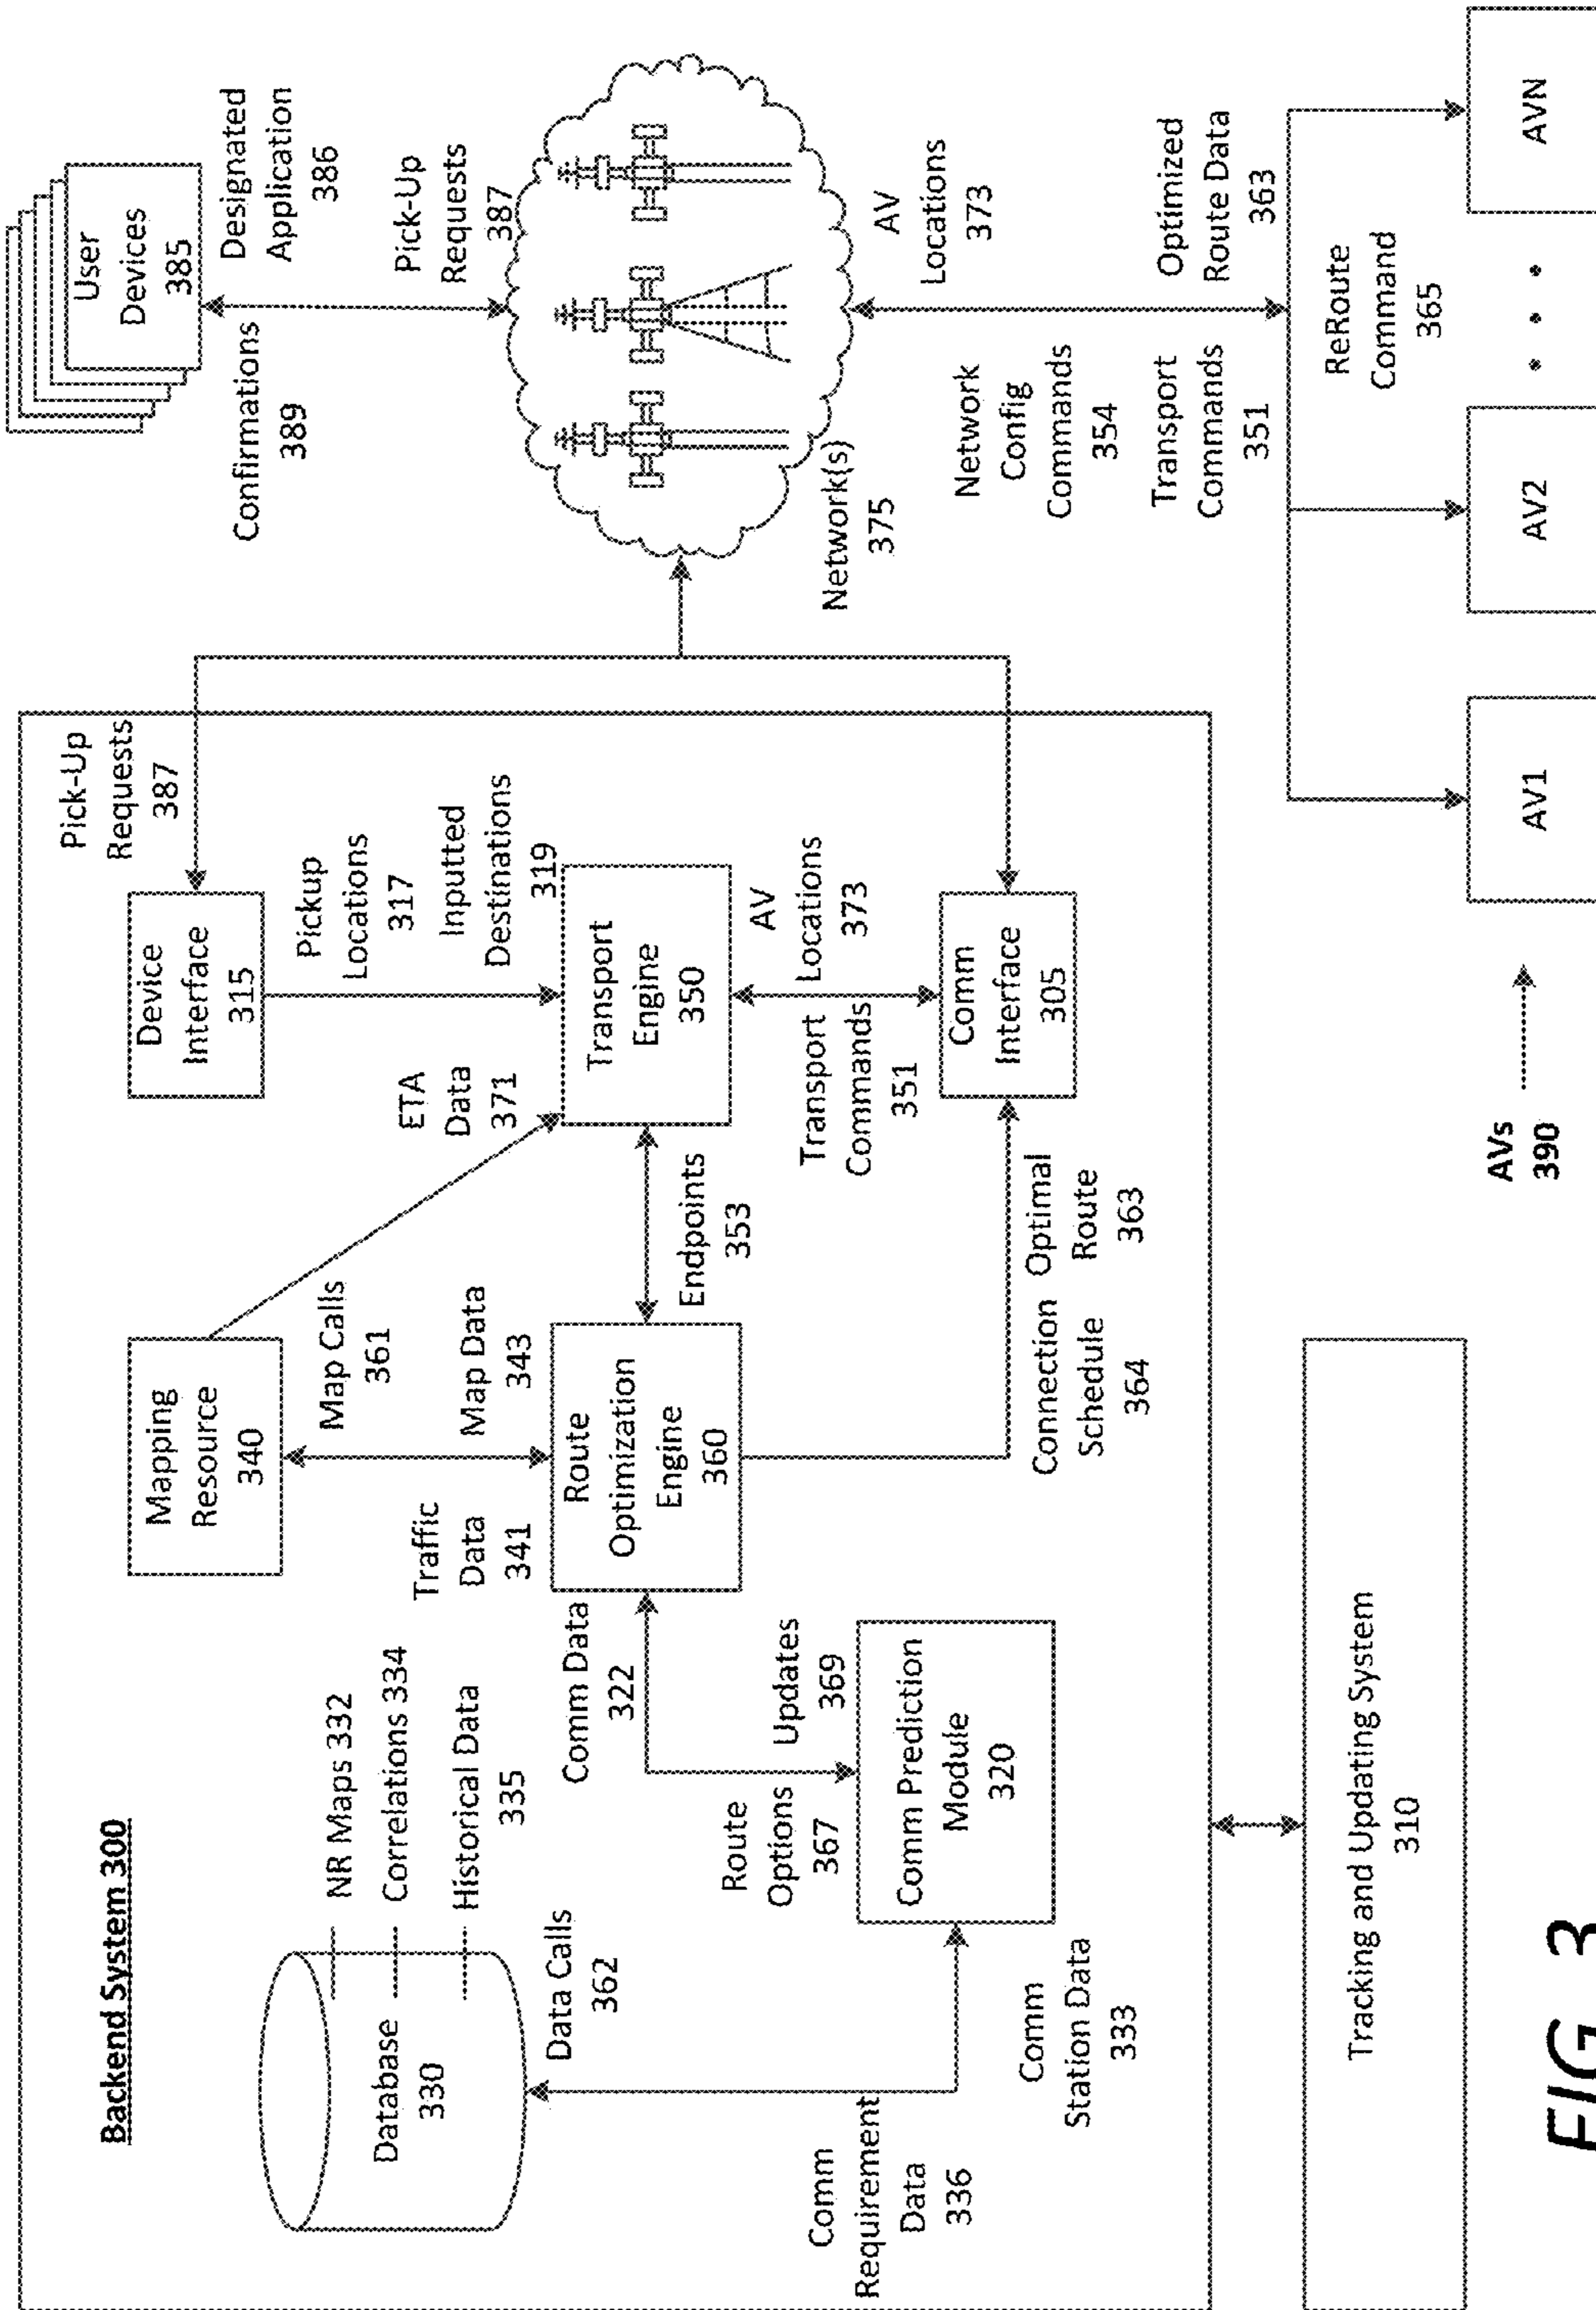 Backend System 300
Database
330
NR Maps 332
Correlations 334
Historical Data
335
Data Calls
362
Comm
Requirement
Data
336
Comm
Station Data
333
Comm Prediction
Module
320
Route
Options
367
Updates
369
Comm Data
322
Mapping
Resource
340
Traffic
Data
341
Map Calls
361
Map Data
343
Route
Optimization
Engine
360
Endpoints
353
Connection
Schedule
364
Optimal
Route
363
ETA
Data
371
Device
Interface
315
Pick-Up
Requests
387
Pickup
Locations
317
Inputted
Destinations
319
Transport
Engine
350
Transport
Commands
351
AV
Locations
373
Comm
Interface
305
Tracking and Updating System
310
User
Devices
385
Designated
Application
386
Confirmations
389
Pick-Up
Requests
387
Network(s)
375
AV
Locations
373
Network
Config
Commands
354
Transport
Commands
351
Optimized
Route Data
363
ReRoute
Command
365
AVs
390
AV1
AV2
• • •
AVN
FIG. 3